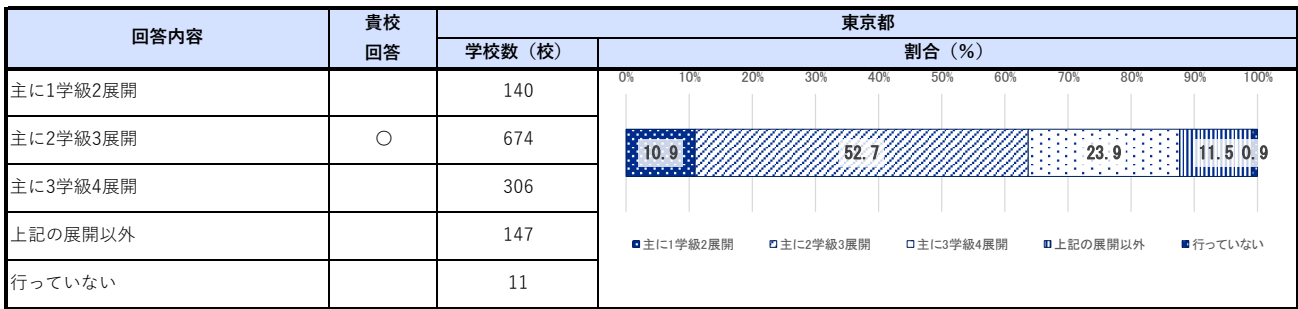 回答内容
貴校
回答
東京都
学校数（校）
割合（%）
主に1学級2展開
140
主に2学級3展開
○
674
主に3学級4展開
306
上記の展開以外
147
行っていない
11
0% 10% 20% 30% 40% 50% 60% 70% 80% 90% 100%
10.9 52.7 23.9 11.5 0.9
主に1学級2展開 主に2学級3展開 主に3学級4展開 上記の展開以外 行っていない